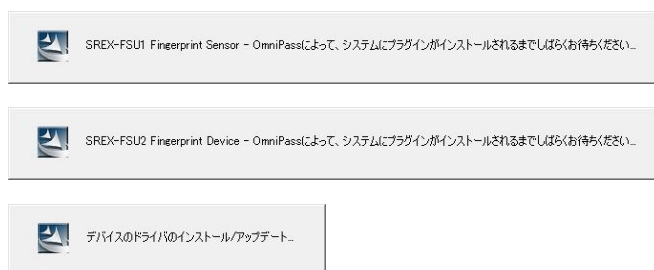 SREX-FSU1 Fingerprint Sensor - OmniPassによって、システムにプラグインがインストールされるまでしばらくお待ちください...
SREX-FSU2 Fingerprint Device - OmniPassによって、システムにプラグインがインストールされるまでしばらくお待ちください...
デバイスのドライバのインストール/アップデート...